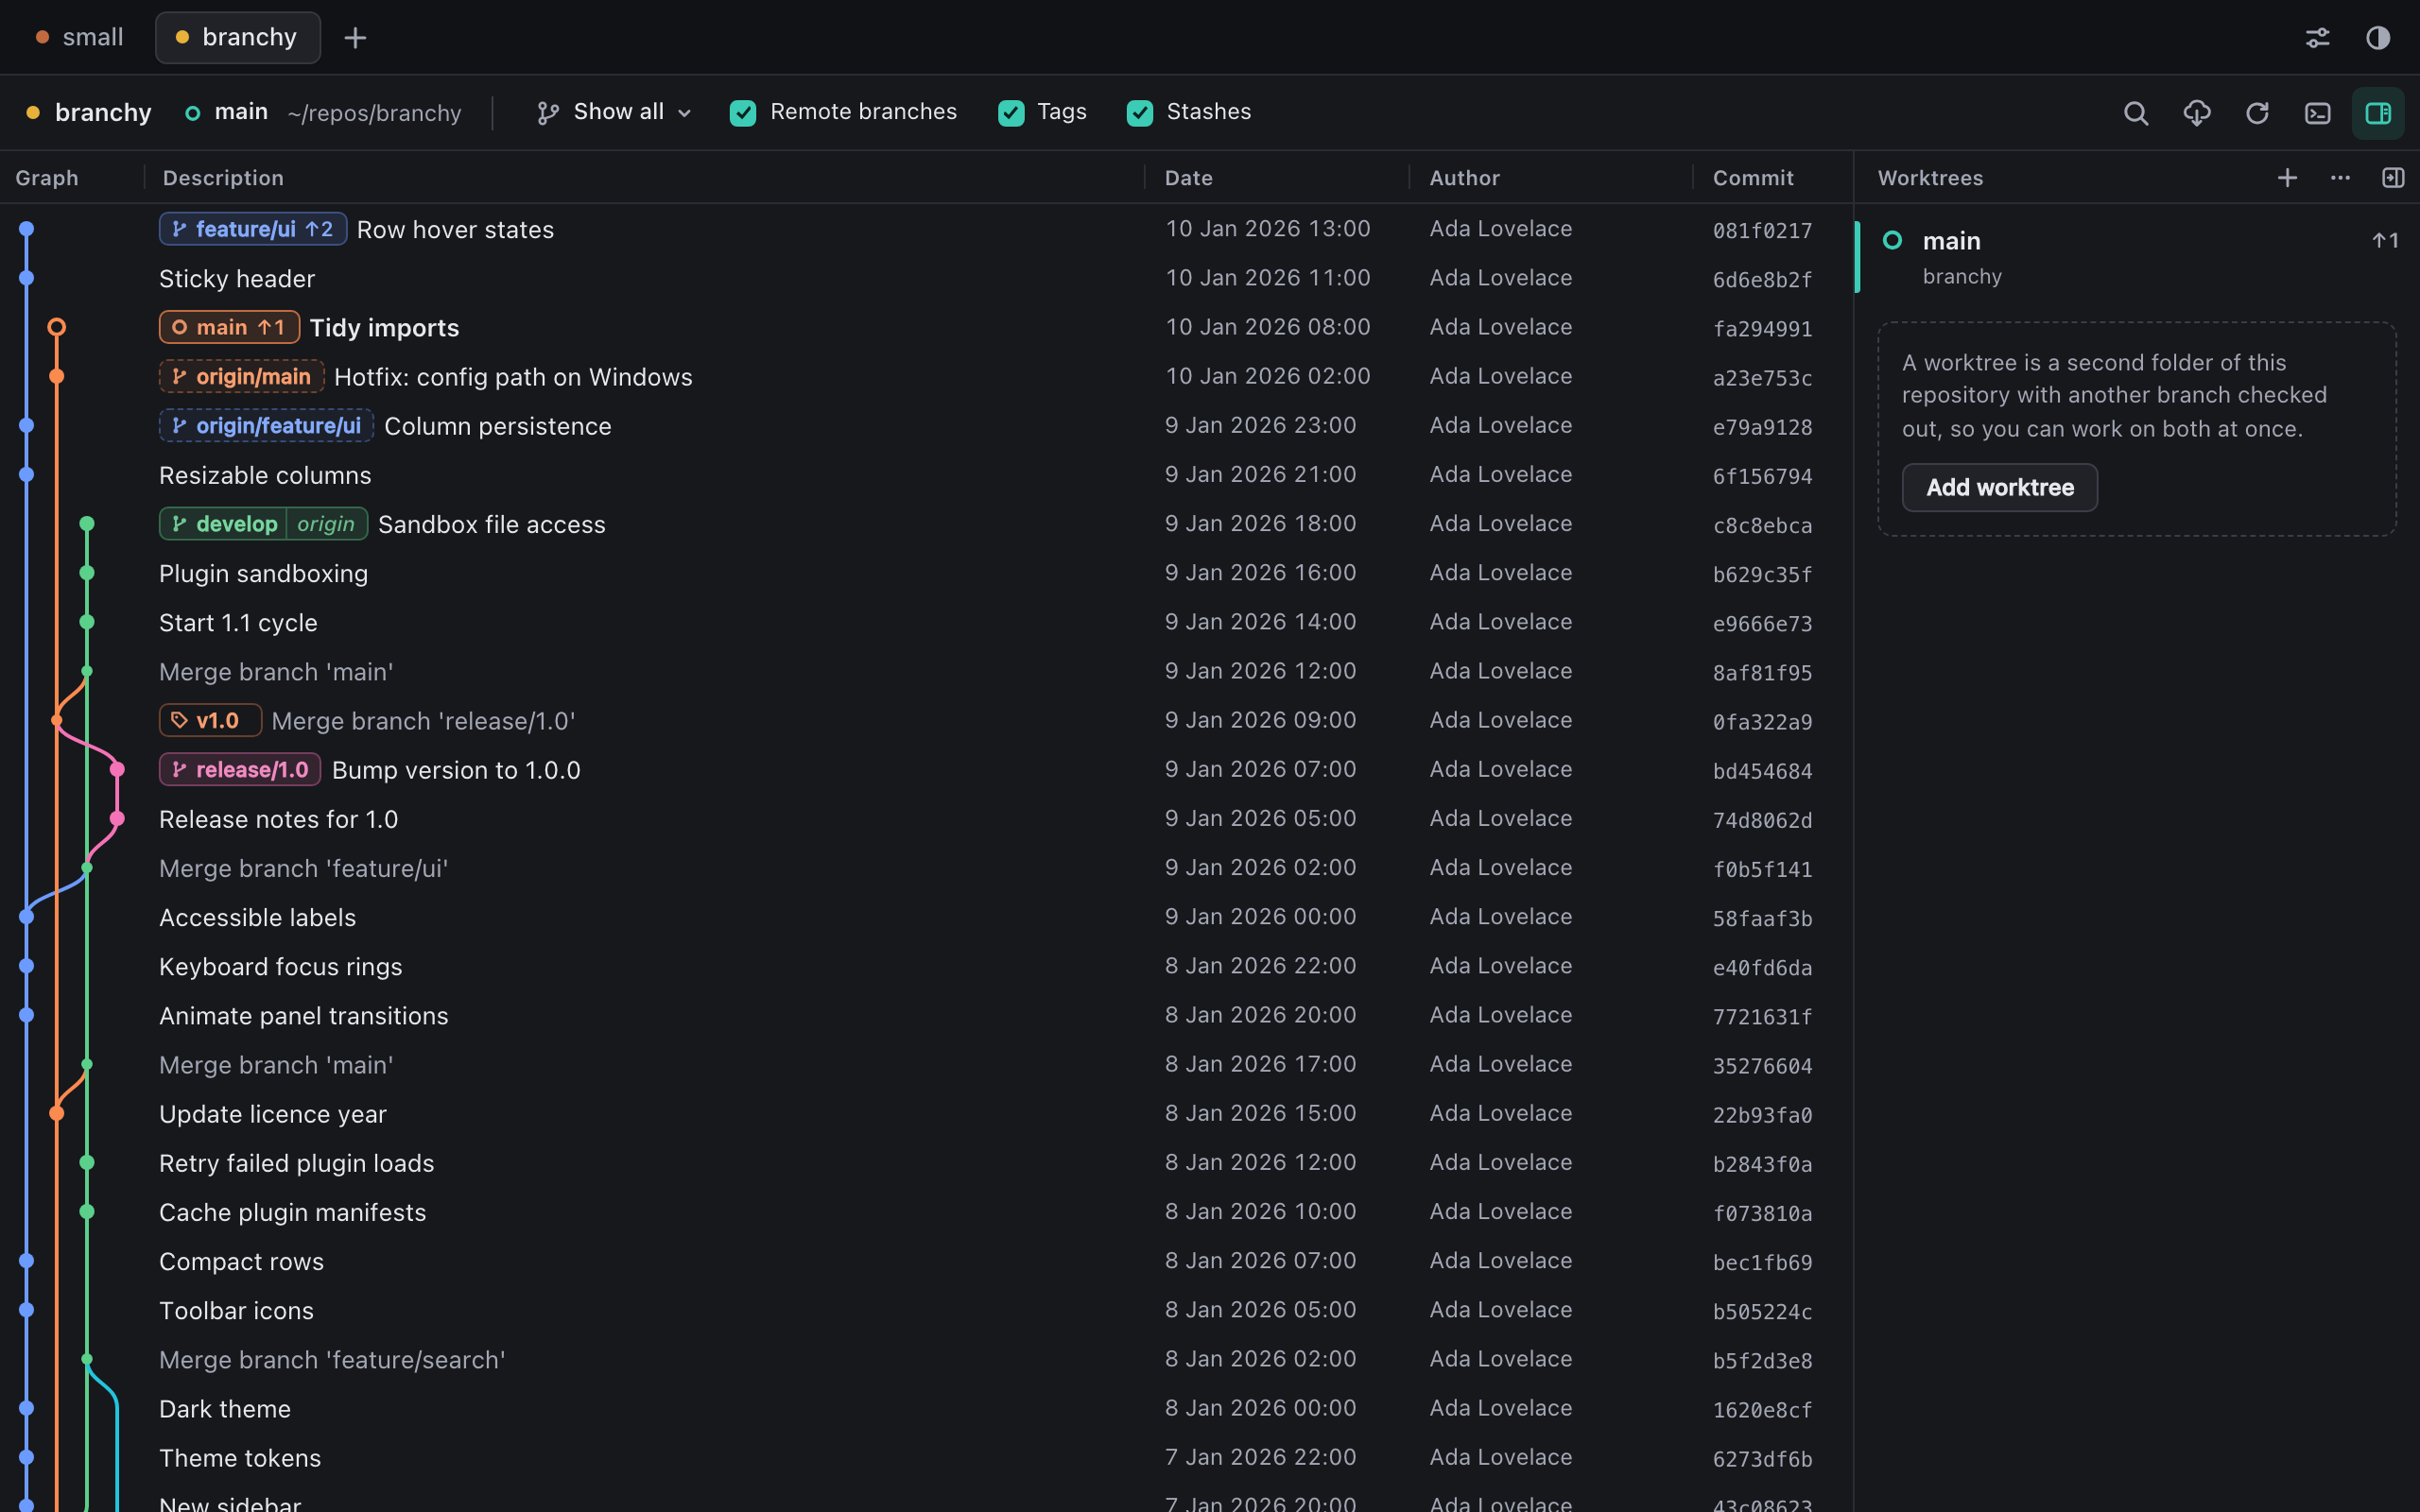 small branchy
branchy main ~/repos/branchy Show all Remote branches Tags Stashes
Graph Description Date Author Commit Worktrees
feature/ui ↑2 Row hover states 10 Jan 2026 13:00 Ada Lovelace 081f0217
Sticky header 10 Jan 2026 11:00 Ada Lovelace 6d6e8b2f
main ↑1 Tidy imports 10 Jan 2026 08:00 Ada Lovelace fa294991
origin/main Hotfix: config path on Windows 10 Jan 2026 02:00 Ada Lovelace a23e753c
origin/feature/ui Column persistence 9 Jan 2026 23:00 Ada Lovelace e79a9128
Resizable columns 9 Jan 2026 21:00 Ada Lovelace 6f156794
develop origin Sandbox file access 9 Jan 2026 18:00 Ada Lovelace c8c8ebca
Plugin sandboxing 9 Jan 2026 16:00 Ada Lovelace b629c35f
Start 1.1 cycle 9 Jan 2026 14:00 Ada Lovelace e9666e73
Merge branch 'main' 9 Jan 2026 12:00 Ada Lovelace 8af81f95
v1.0 Merge branch 'release/1.0' 9 Jan 2026 09:00 Ada Lovelace 0fa322a9
release/1.0 Bump version to 1.0.0 9 Jan 2026 07:00 Ada Lovelace bd454684
Release notes for 1.0 9 Jan 2026 05:00 Ada Lovelace 74d8062d
Merge branch 'feature/ui' 9 Jan 2026 02:00 Ada Lovelace f0b5f141
Accessible labels 9 Jan 2026 00:00 Ada Lovelace 58faaf3b
Keyboard focus rings 8 Jan 2026 22:00 Ada Lovelace e40fd6da
Animate panel transitions 8 Jan 2026 20:00 Ada Lovelace 7721631f
Merge branch 'main' 8 Jan 2026 17:00 Ada Lovelace 35276604
Update licence year 8 Jan 2026 15:00 Ada Lovelace 22b93fa0
Retry failed plugin loads 8 Jan 2026 12:00 Ada Lovelace b2843f0a
Cache plugin manifests 8 Jan 2026 10:00 Ada Lovelace f073810a
Compact rows 8 Jan 2026 07:00 Ada Lovelace bec1fb69
Toolbar icons 8 Jan 2026 05:00 Ada Lovelace b505224c
Merge branch 'feature/search' 8 Jan 2026 02:00 Ada Lovelace b5f2d3e8
Dark theme 8 Jan 2026 00:00 Ada Lovelace 1620e8cf
Theme tokens 7 Jan 2026 22:00 Ada Lovelace 6273df6b
New sidebar 7 Jan 2026 20:00 Ada Lovelace 43c08623
main ↑1
branchy
A worktree is a second folder of this
repository with another branch checked
out, so you can work on both at once.
Add worktree